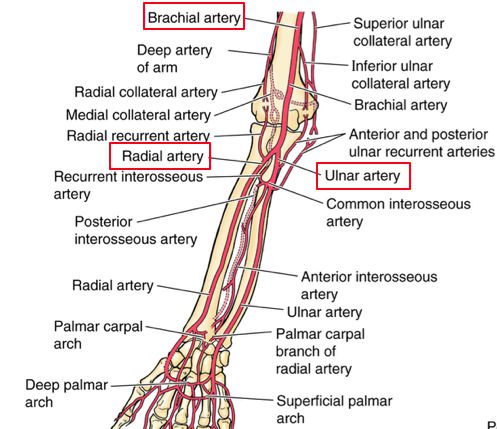 Brachial artery
Superior ulnar
collateral artery
Deep artery
of arm
Inferior ulnar
collateral artery
Radial collateral artery
Brachial artery
Medial collateral artery
Radial recurrent artery
Anterior and posterior
ulnar recurrent arteries
Radial artery
Ulnar artery
Recurrent interosseous
artery
Common interosseous
artery
Posterior
interosseous artery
Anterior interosseous
artery
Radial artery
Ulnar artery
Palmar carpal
arch
Palmar carpal
branch of
radial artery
Deep palmar
arch
Superficial palmar
arch
P